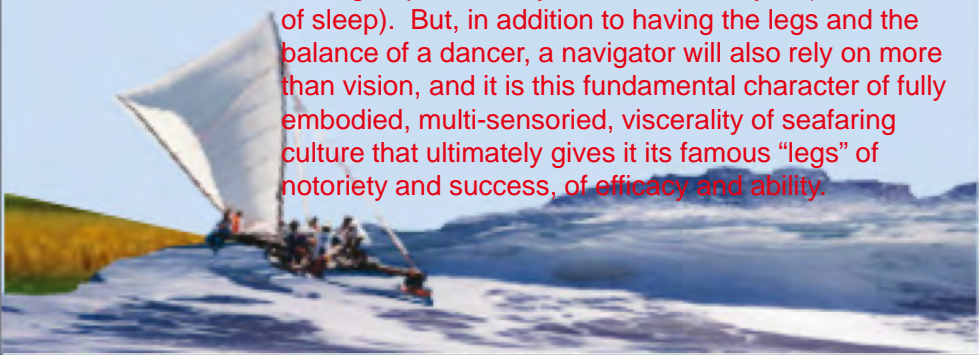 of sleep).  But, in addition to having the legs and the
balance of a dancer, a navigator will also rely on more
than vision, and it is this fundamental character of fully
embodied, multi-sensoried, viscerality of seafaring
culture that ultimately gives it its famous “legs” of
notoriety and success, of efficacy and ability.